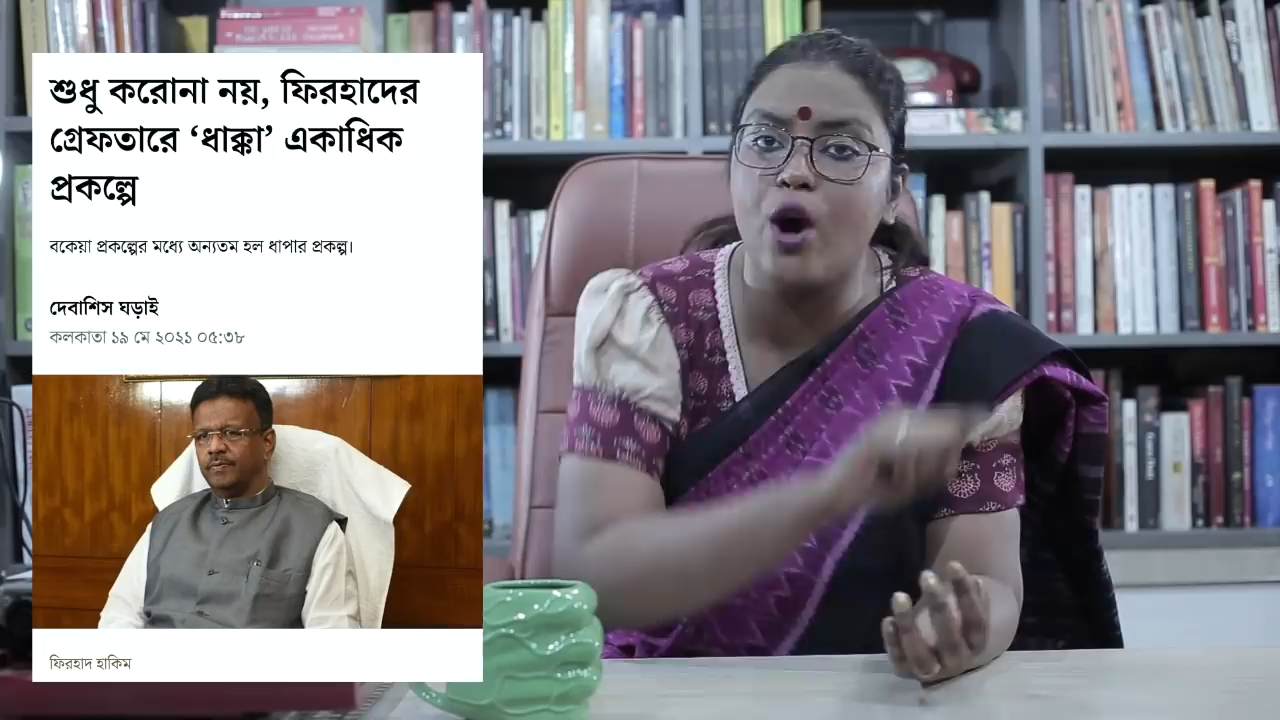 শুধু করোনা নয়, ফিরহাদের
গ্রেফতারে ‘ধাক্কা’ একাধিক
প্রকল্পে
বকেয়া প্রকল্পের মধ্যে অন্যতম হল ধাপার প্রকল্প।
দেবাশিস ঘড়াই
কলকাতা ১৯ মে ২০২১ ০৫:৩৮
ফিরহাদ হাকিম